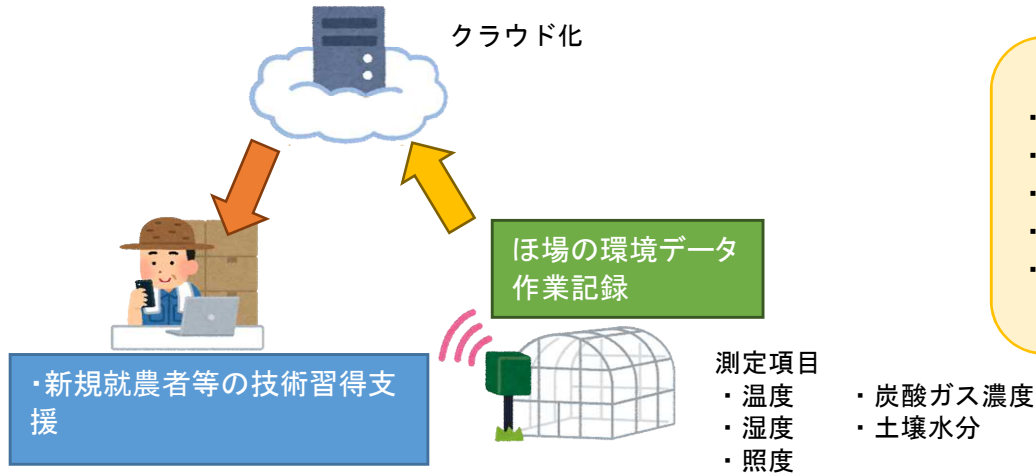 クラウド化
ほ場の環境データ
作業記録
・新規就農者等の技術習得支
援
測定項目
・温度 ・炭酸ガス濃度
・湿度 ・土壌水分
・照度